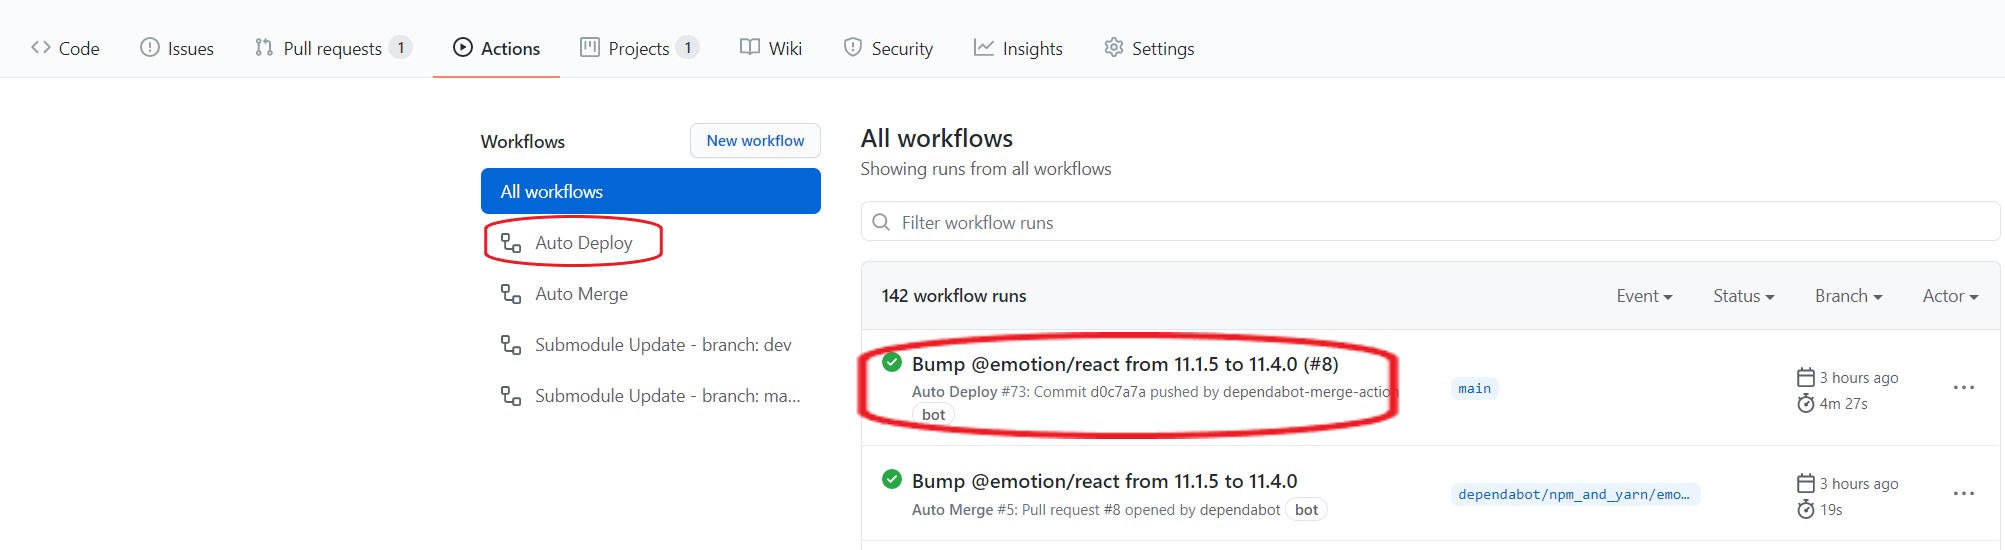 Code Issues Pull requests 1 Actions Projects 1 Wiki Security Insights Settings
Workflows New workflow
All workflows
Auto Deploy
Auto Merge
Submodule Update - branch: dev
Submodule Update - branch: ma...
All workflows
Showing runs from all workflows
Filter workflow runs
142 workflow runs Event Status Branch Actor
Bump @emotion/react from 11.1.5 to 11.4.0 (#8)
Auto Deploy #73: Commit d0c7a7a pushed by dependabot-merge-action
bot
main
3 hours ago
4m 27s
Bump @emotion/react from 11.1.5 to 11.4.0
Auto Merge #5: Pull request #8 opened by dependabot bot
dependabot/npm_and_yarn/emo...
3 hours ago
19s